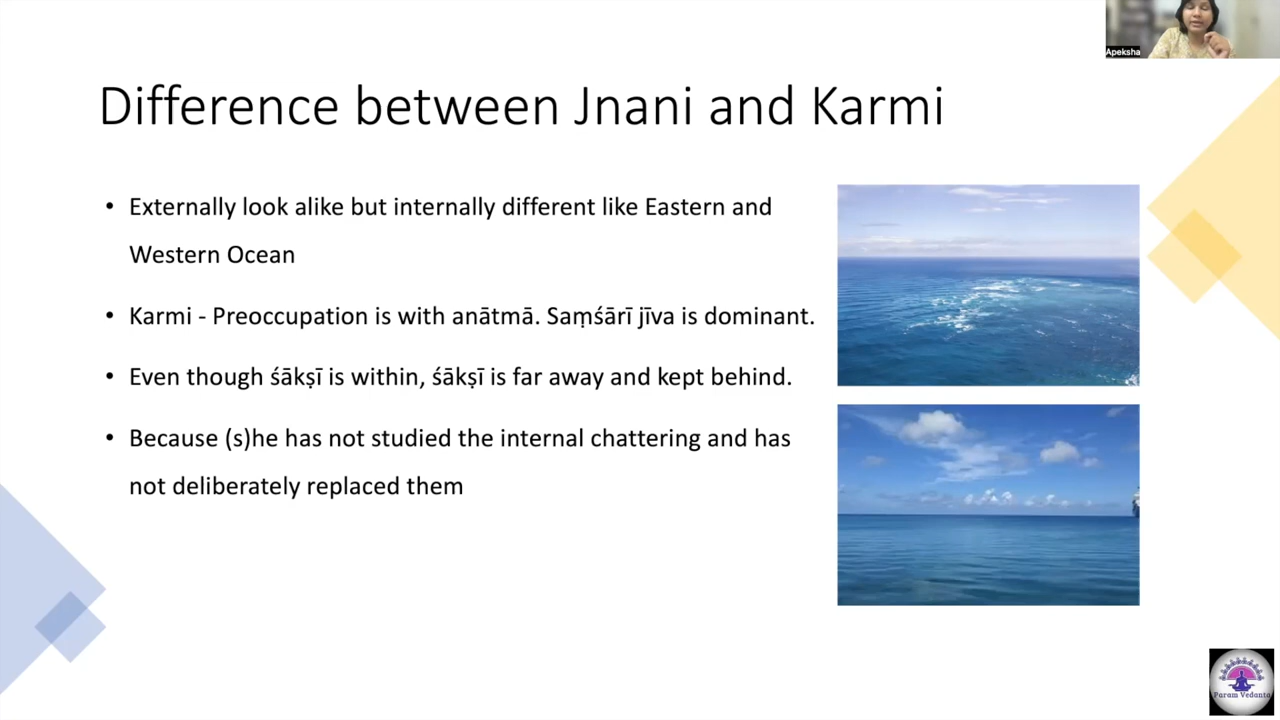 Apeksha
Difference between Jnani and Karmi
• Externally look alike but internally different like Eastern and
Western Ocean
• Karmi - Preoccupation is with anātmā. Saṃśārī jīva is dominant.
• Even though śākṣī is within, śākṣī is far away and kept behind.
• Because (s)he has not studied the internal chattering and has
not deliberately replaced them
Param Vedanta